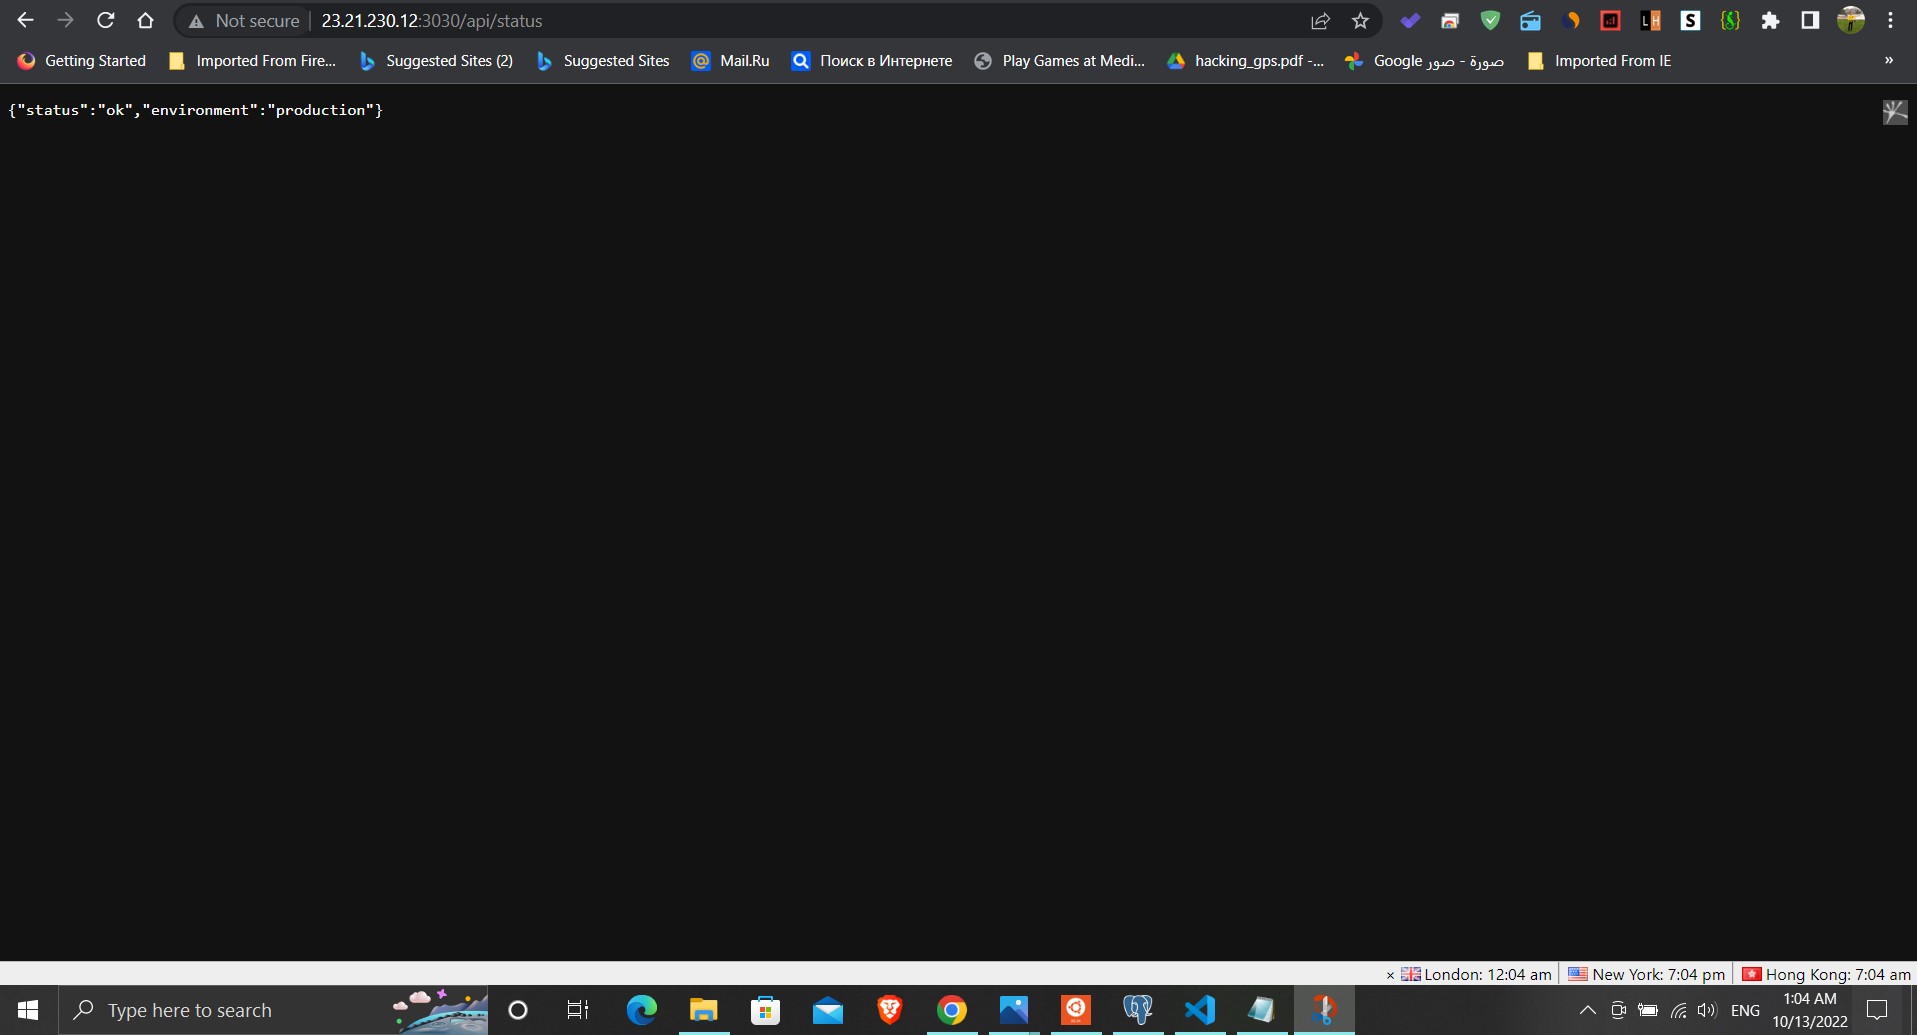 Not secure | 23.21.230.12:3030/api/status
Getting Started Imported From Fire... Suggested Sites (2) Suggested Sites Mail.Ru Поиск в Интернете Play Games at Medi... hacking_gps.pdf -... Google صورة - صور Imported From IE »
{"status":"ok","environment":"production"}
× London: 12:04 am New York: 7:04 pm Hong Kong: 7:04 am
Type here to search ENG 1:04 AM
10/13/2022